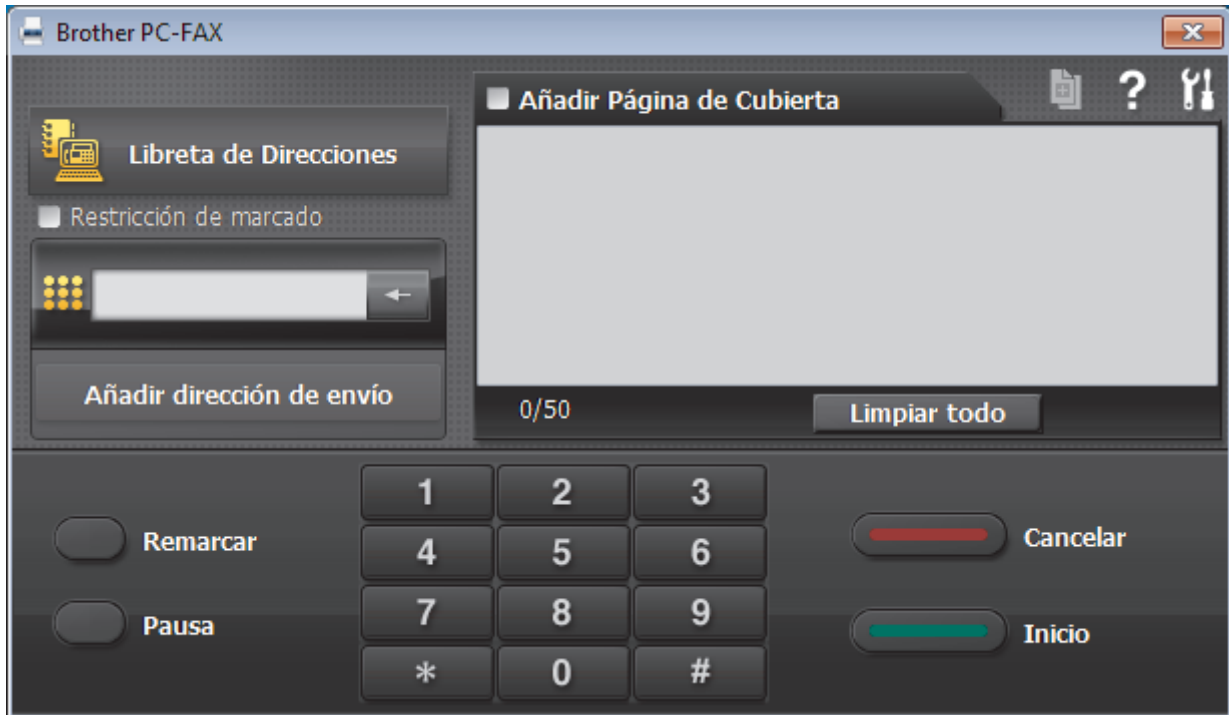 Brother PC-FAX
Añadir Página de Cubierta
?
Libreta de Direcciones
Restricción de marcado
Añadir dirección de envío
0/50
Limpiar todo
1 2 3
Remarcar
Cancelar
4 5 6
7 8 9
Pausa
Inicio
* 0 #